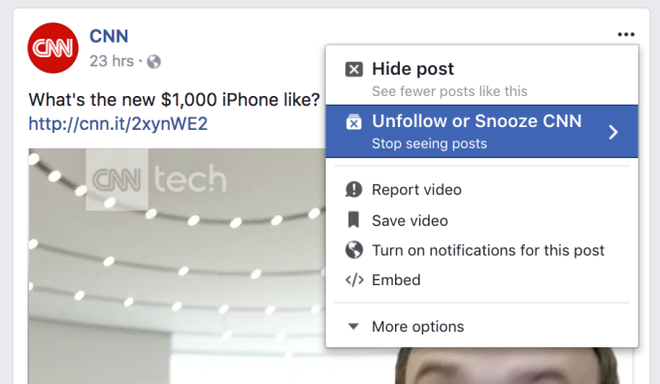 CNN
CNN
23 hrs ·
What's the new $1,000 iPhone like?
http://cnn.it/2xynWE2
CNN tech
Hide post
See fewer posts like this
Unfollow or Snooze CNN
Stop seeing posts
Report video
Save video
Turn on notifications for this post
</> Embed
More options